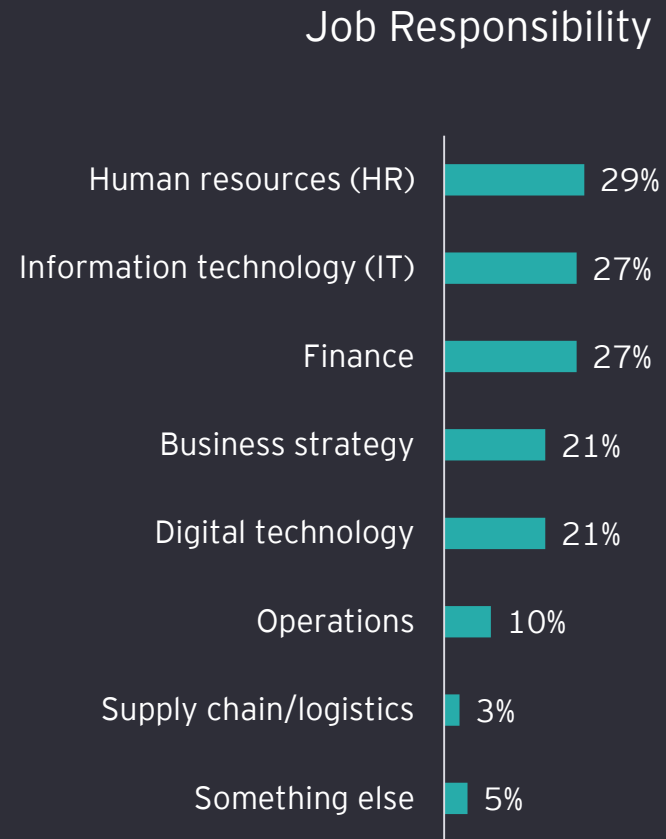 Job Responsibility
Human resources (HR) 29%
Information technology (IT) 27%
Finance 27%
Business strategy 21%
Digital technology 21%
Operations 10%
Supply chain/logistics 3%
Something else 5%